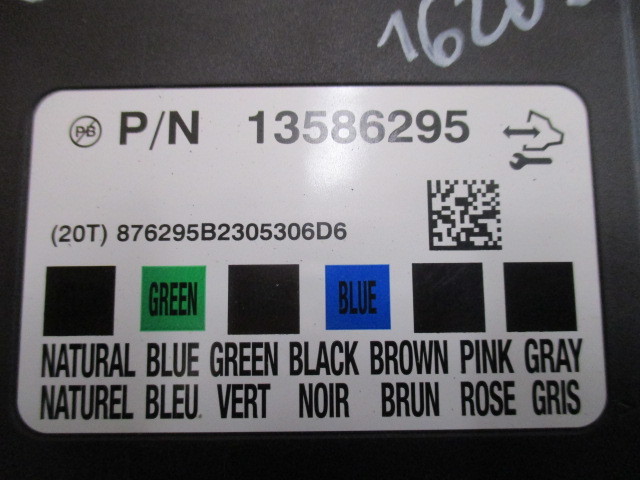 P/N 13586295
(20T) 876295B2305306D6
GREEN BLUE
NATURAL BLUE GREEN BLACK BROWN PINK GRAY
NATUREL BLEU VERT NOIR BRUN ROSE GRIS